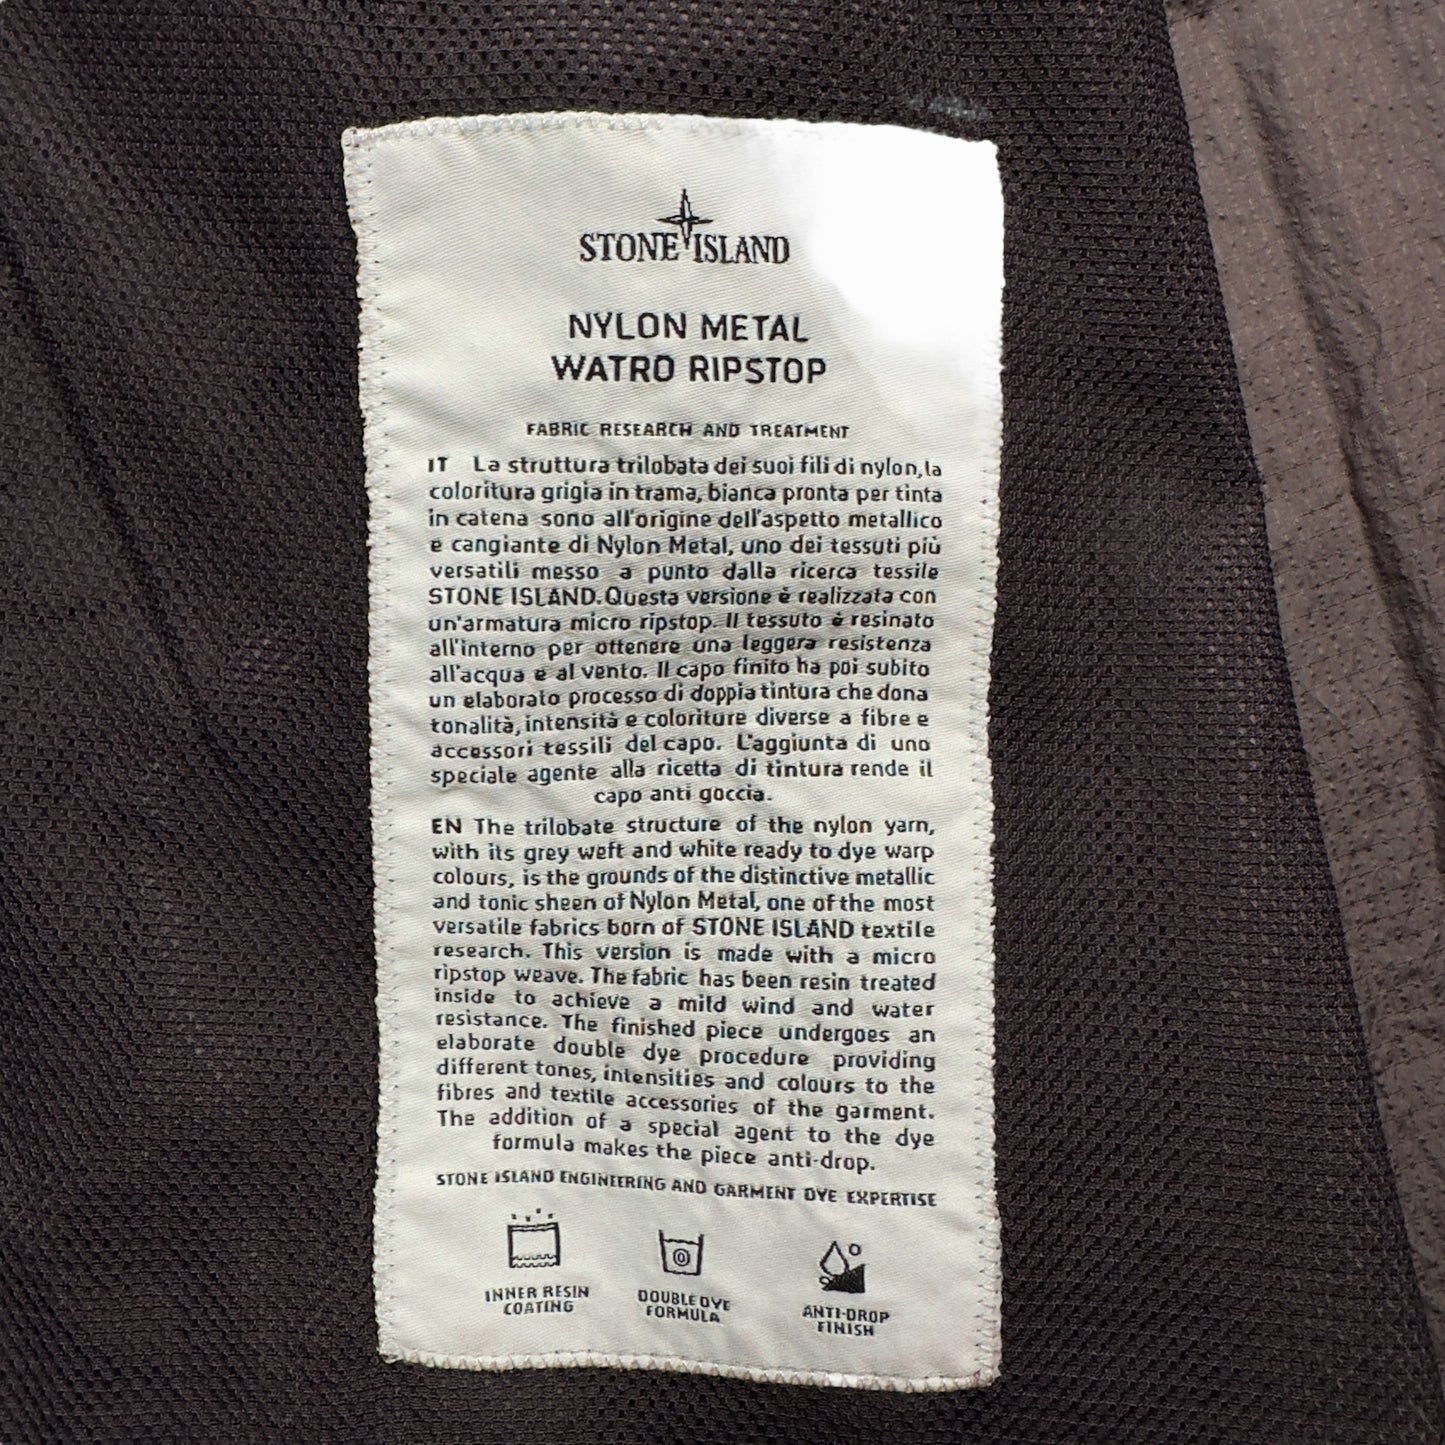 STONE ISLAND
NYLON METAL
WATRO RIPSTOP
FABRIC RESEARCH AND TREATMENT
IT La struttura trilobata dei suoi fili di nylon, la
coloritura grigia in trama, bianca pronta per tinta
in catena sono all'origine dell'aspetto metallico
e cangiante di Nylon Metal, uno dei tessuti più
versatili messo a punto dalla ricerca tessile
STONE ISLAND. Questa versione è realizzata con
un'armatura micro ripstop. Il tessuto è resinato
all'interno per ottenere una leggera resistenza
all'acqua e al vento. Il capo finito ha poi subito
un elaborato processo di doppia tintura che dona
tonalità, intensità e coloriture diverse a fibre e
accessori tessili del capo. L'aggiunta di uno
speciale agente alla ricetta di tintura rende il
capo anti goccia.
EN The trilobate structure of the nylon yarn,
with its grey weft and white ready to dye warp
colours, is the grounds of the distinctive metallic
and tonic sheen of Nylon Metal, one of the most
versatile fabrics born of STONE ISLAND textile
research. This version is made with a micro
ripstop weave. The fabric has been resin treated
inside to achieve a mild wind and water
resistance. The finished piece undergoes an
elaborate double dye procedure providing
different tones, intensities and colours to the
fibres and textile accessories of the garment.
The addition of a special agent to the dye
formula makes the piece anti-drop.
STONE ISLAND ENGINEERING AND GARMENT DYE EXPERTISE
INNER RESIN
COATING
DOUBLE DYE
FORMULA
ANTI-DROP
FINISH